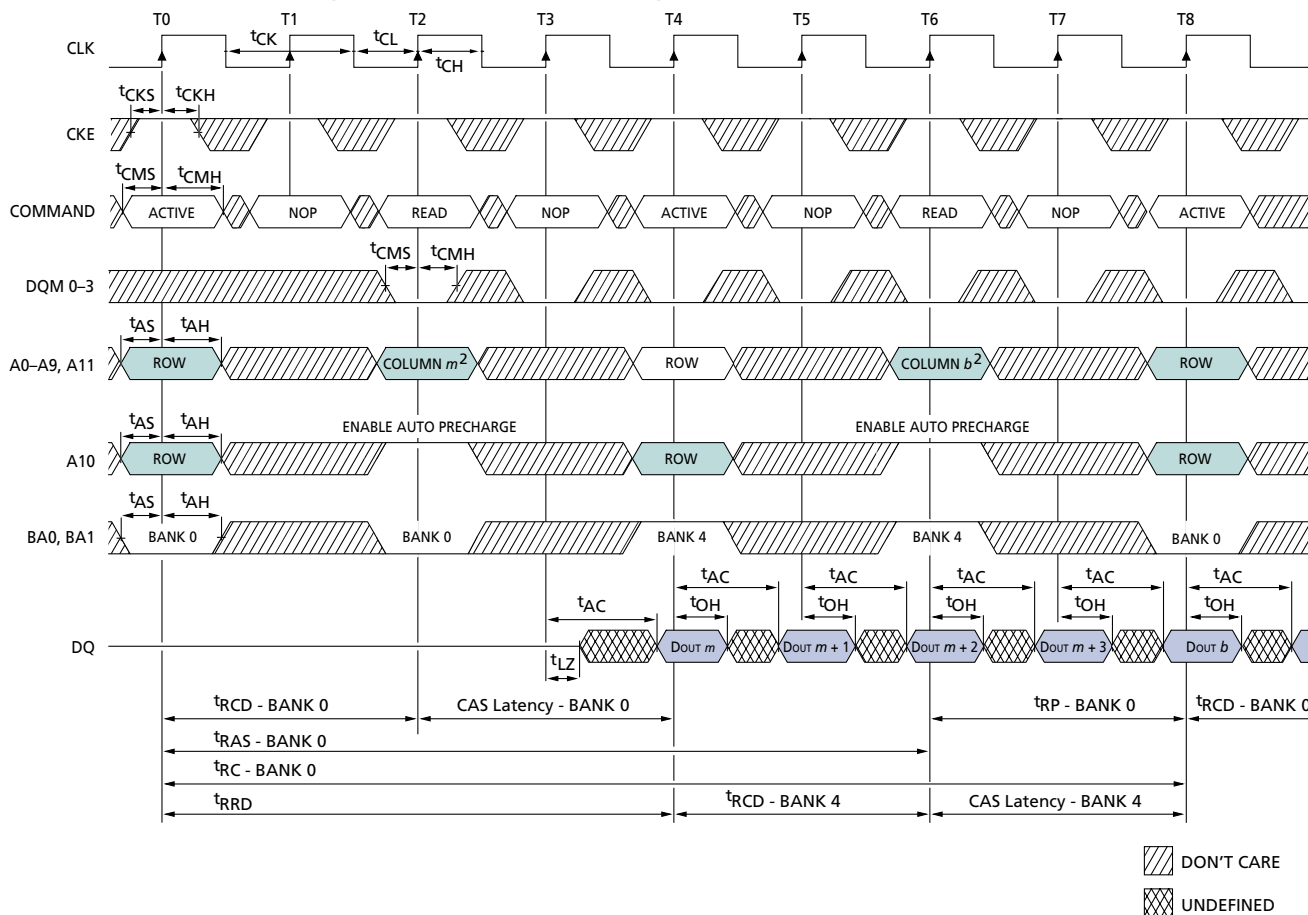 T0 T1 T2 T3 T4 T5 T6 T7 T8
CLK
tCK tCL
tCH
tCKS tCKH
CKE
tCMS tCMH
COMMAND ACTIVE NOP READ NOP ACTIVE NOP READ NOP ACTIVE
tCMS tCMH
DQM 0–3
tAS tAH
A0–A9, A11 ROW COLUMN m2 ROW COLUMN b2 ROW
tAS tAH
ENABLE AUTO PRECHARGE ENABLE AUTO PRECHARGE
A10 ROW ROW ROW
tAS tAH
BA0, BA1 BANK 0 BANK 0 BANK 4 BANK 4 BANK 0
tAC tAC tAC tAC tAC
tAC tOH tOH tOH tOH tOH
DQ DOUT m DOUT m + 1 DOUT m + 2 DOUT m + 3 DOUT b
tLZ
tRCD - BANK 0 CAS Latency - BANK 0 tRP - BANK 0 tRCD - BANK 0
tRAS - BANK 0
tRC - BANK 0
tRRD tRCD - BANK 4 CAS Latency - BANK 4
DON'T CARE
UNDEFINED